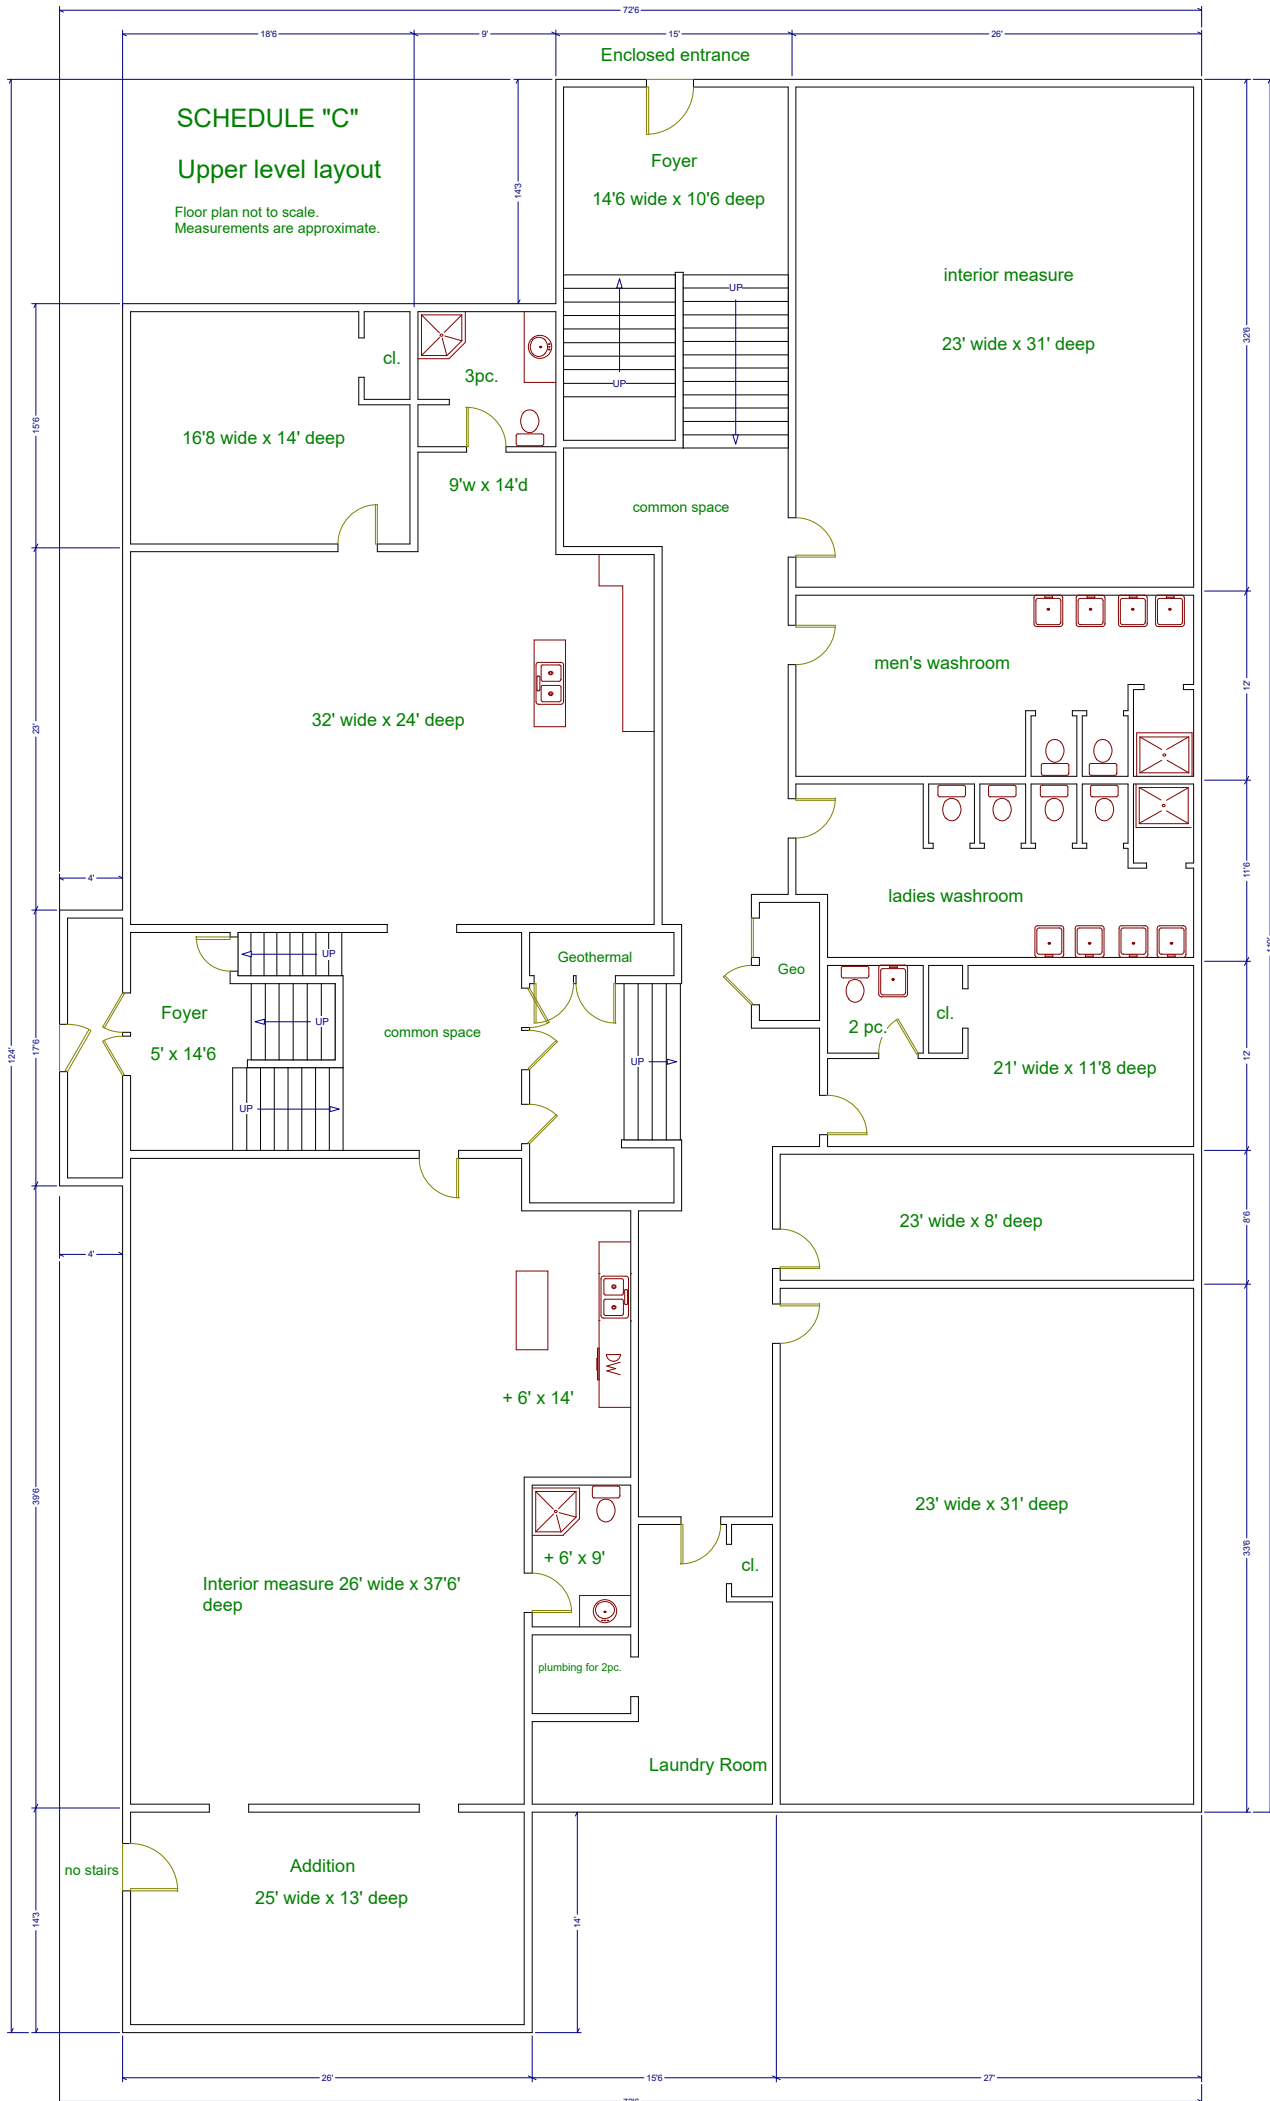 72'6
18'6
9'
15'
26'
Enclosed entrance
SCHEDULE "C"
Upper level layout
Floor plan not to scale.
Measurements are approximate.
14'3
Foyer
14'6 wide x 10'6 deep
interior measure
23' wide x 31' deep
32'6
UP
UP
cl.
3pc.
15'6
16'8 wide x 14' deep
9'w x 14'd
common space
men's washroom
12'
32' wide x 24' deep
23'
4'
ladies washroom
11'6
UP
Geothermal
Geo
Foyer
5' x 14'6
UP
common space
UP
UP
2 pc.
cl.
21' wide x 11'8 deep
12'
124'
17'6
23' wide x 8' deep
8'6
4'
DW
+ 6' x 14'
39'6
23' wide x 31' deep
33'6
+ 6' x 9'
cl.
Interior measure 26' wide x 37'6'
deep
plumbing for 2pc.
Laundry Room
no stairs
Addition
25' wide x 13' deep
14'3
14'
26'
15'6
27'